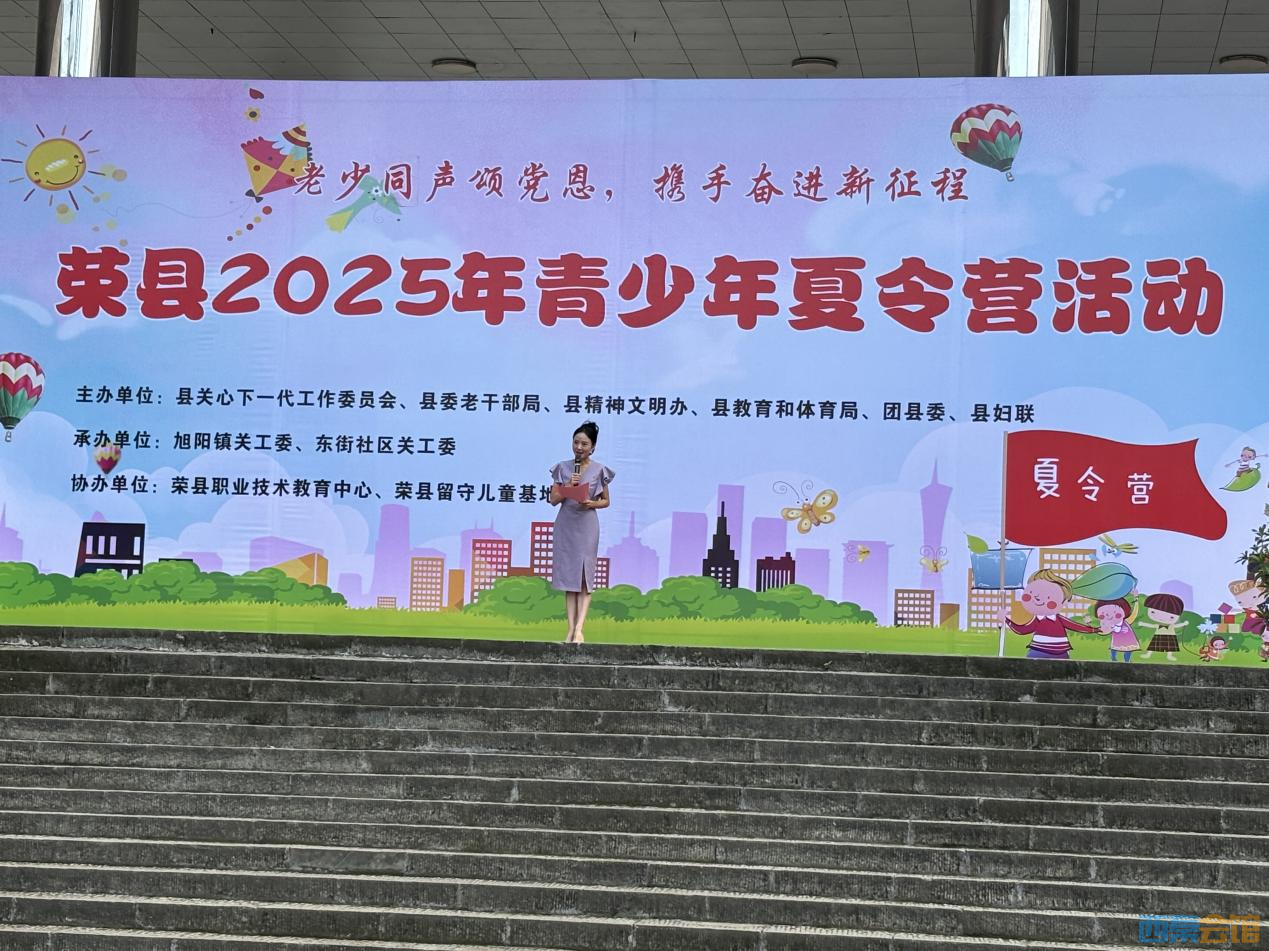 老少同声颂党恩，携手奋进新征程
荣县2025年青少年夏令营活动
主办单位：县关心下一代工作委员会、县委老干部局、县精神文明办、县教育和体育局、团县委、县妇联
承办单位：旭阳镇关工委、东街社区关工委
协办单位：荣县职业技术教育中心、荣县留守儿童基地
夏令营
西蜀会馆